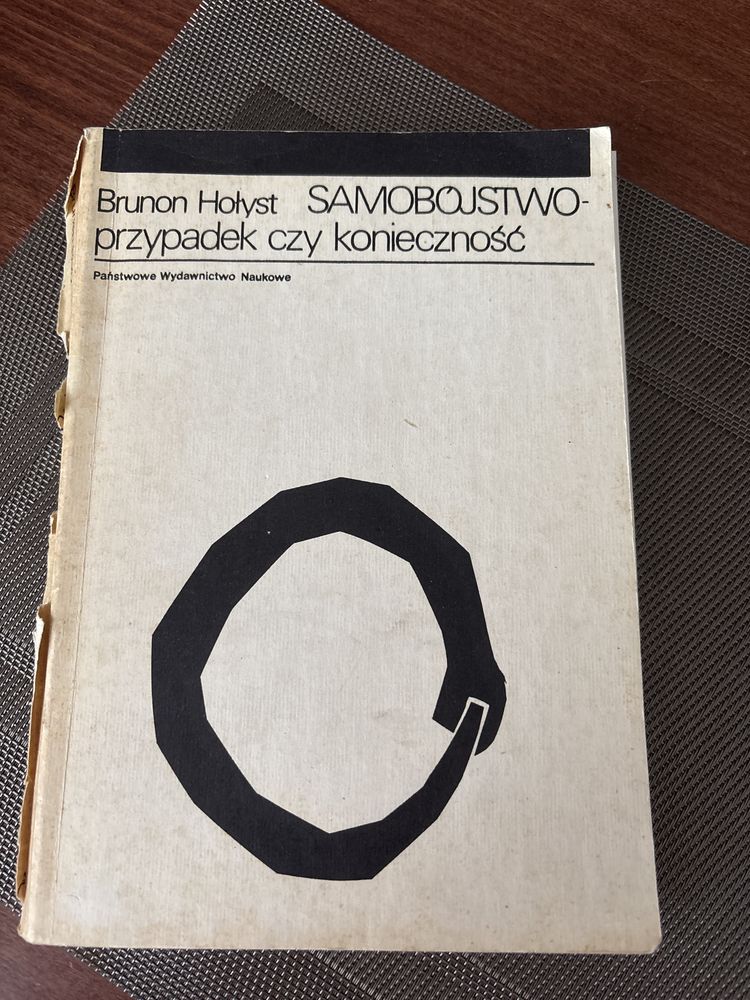 Brunon Hołyst SAMOBÓJSTWO-
przypadek czy konieczność
Państwowe Wydawnictwo Naukowe